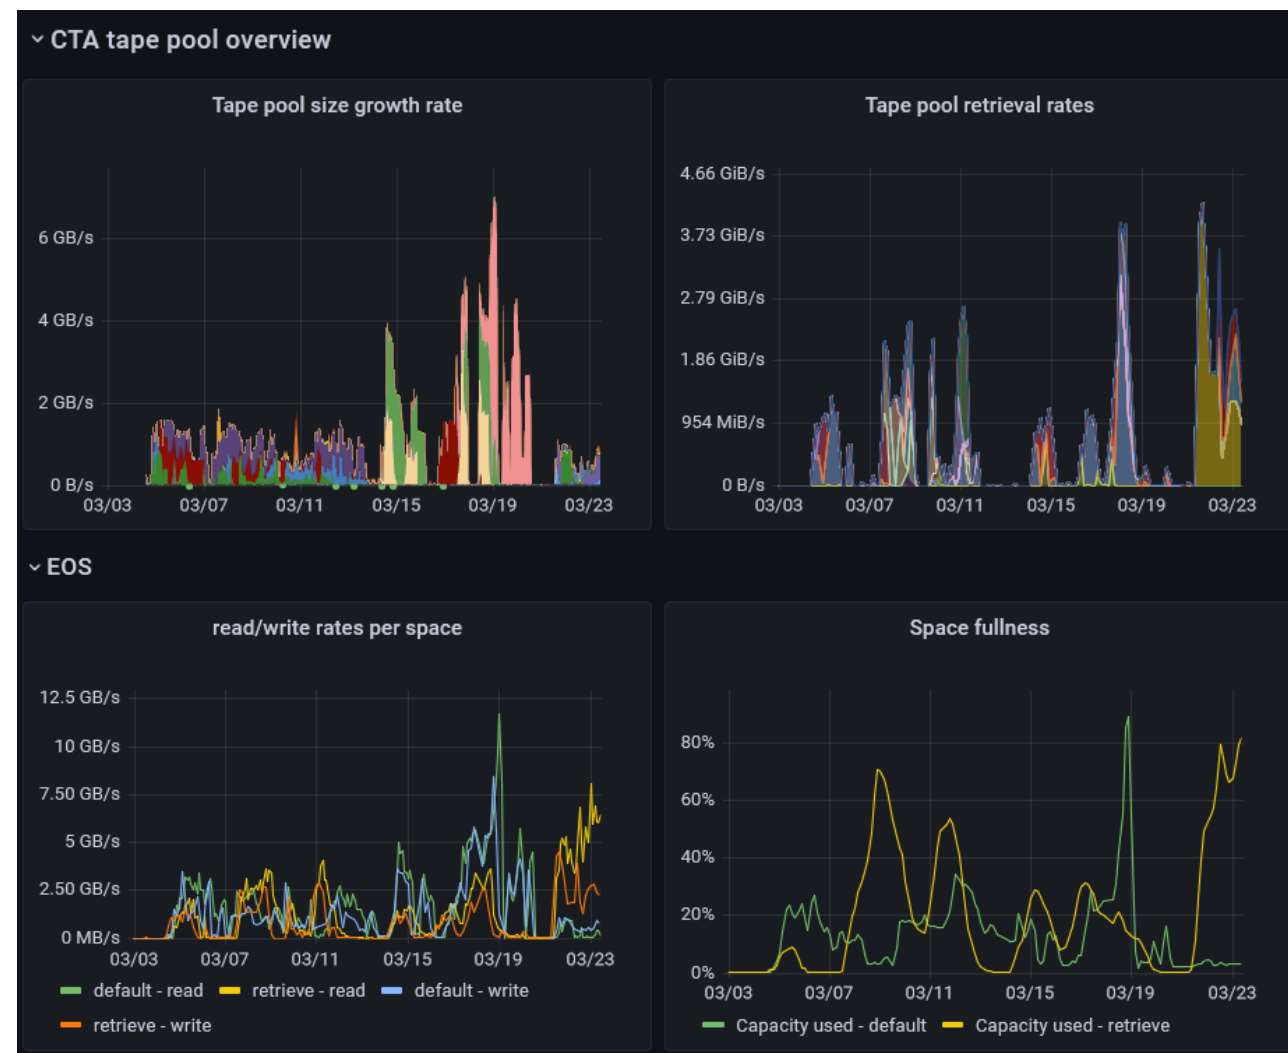 CTA tape pool overview
Tape pool size growth rate
6 GB/s
4 GB/s
2 GB/s
0 B/s
03/03 03/07 03/11 03/15 03/19 03/23
Tape pool retrieval rates
4.66 GiB/s
3.73 GiB/s
2.79 GiB/s
1.86 GiB/s
954 MiB/s
0 B/s
03/03 03/07 03/11 03/15 03/19 03/23
EOS
read/write rates per space
12.5 GB/s
10 GB/s
7.50 GB/s
5 GB/s
2.50 GB/s
0 MB/s
03/03 03/07 03/11 03/15 03/19 03/23
default - read retrieve - read default - write
retrieve - write
Space fullness
80%
60%
40%
20%
0%
03/03 03/07 03/11 03/15 03/19 03/23
Capacity used - default Capacity used - retrieve